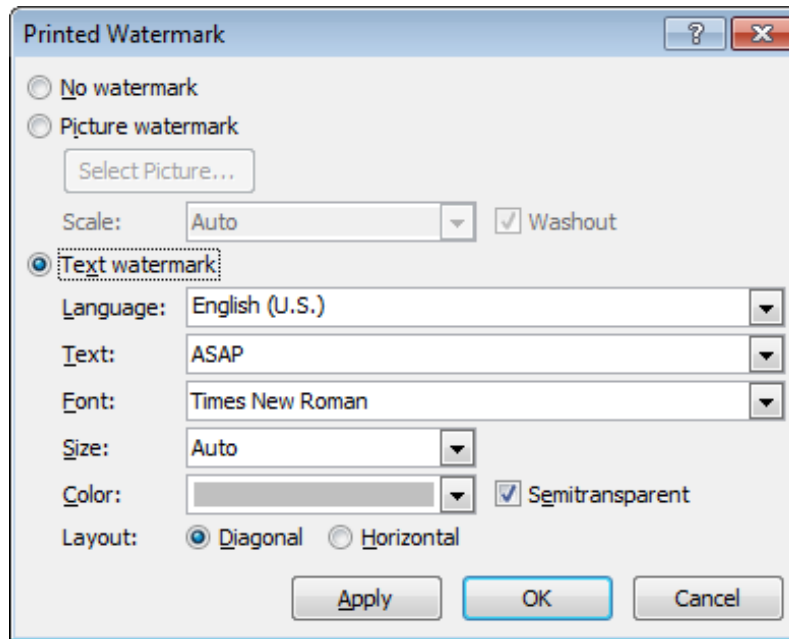 Printed Watermark
No watermark
Picture watermark
Select Picture...
Scale: Auto Washout
Text watermark
Language: English (U.S.)
Text: ASAP
Font: Times New Roman
Size: Auto
Color: Semitransparent
Layout: Diagonal Horizontal
Apply OK Cancel